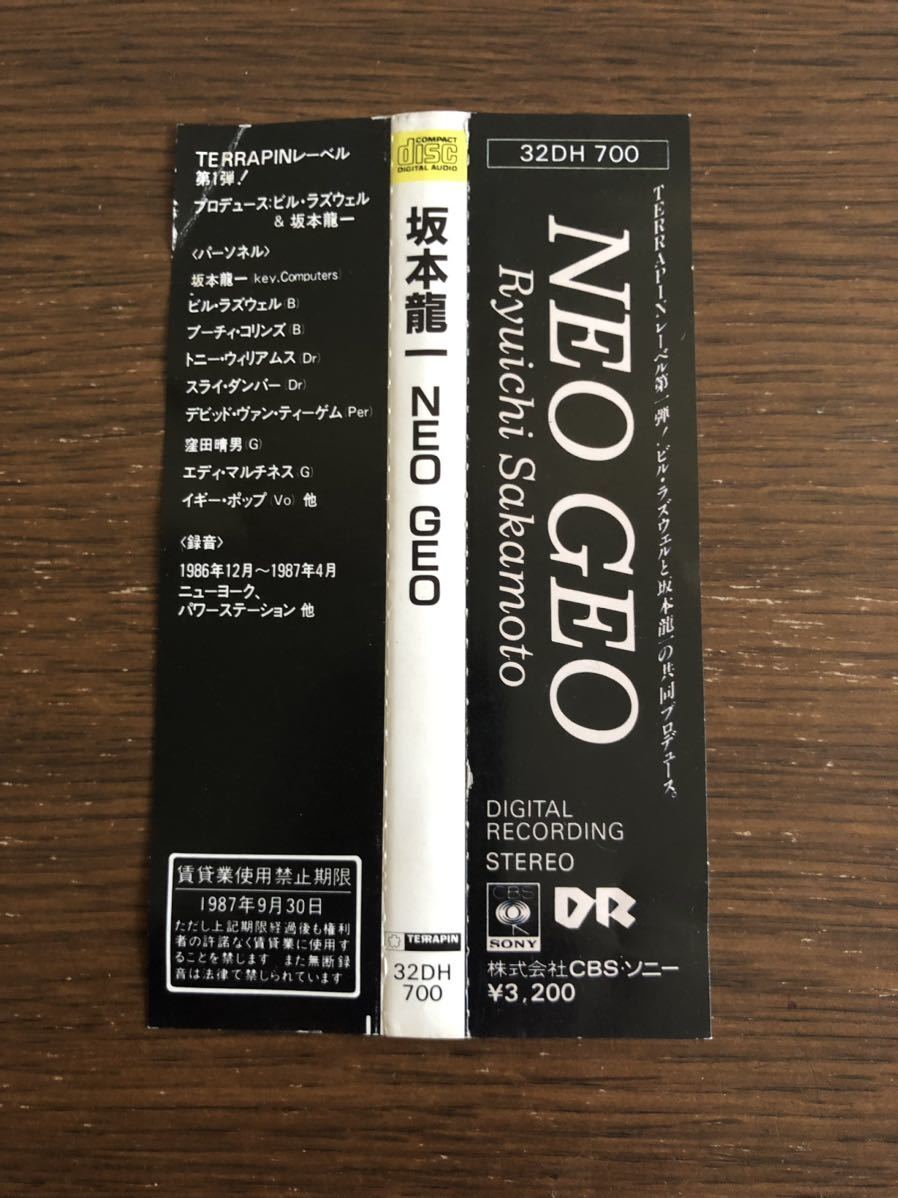 TERRAPINレーベル
第1弾!
プロデュース:ビル・ラズウェル
& 坂本龍一
〈パーソネル〉
坂本龍一(key.Computers)
ビル・ラズウェル(B)
ブーチィ・コリンズ(B)
トニー・ウィリアムス(Dr)
スライ・ダンバー(Dr)
デビッド・ヴァン・ティーゲム(Per)
窪田晴男(G)
エディ・マルチネス(G)
イギー・ポップ(Vo) 他
〈録音〉
1986年12月〜1987年4月
ニューヨーク、
パワーステーション 他
賃貸業使用禁止期限
1987年9月30日
ただし上記期限経過後も権利
者の許諾なく賃貸業に使用す
ることを禁じます また無断録
音は法律で禁じられています
COMPACT
disc
DIGITAL AUDIO
坂本龍一 NEO GEO
TERRAPIN
32DH
700
32DH 700
TERRAPINレーベル第一弾!ビル・ラズウェルと坂本龍一の共同プロデュース。
NEO GEO
Ryuichi Sakamoto
DIGITAL
RECORDING
STEREO
CBS
SONY
DR
株式会社CBS・ソニー
¥3,200